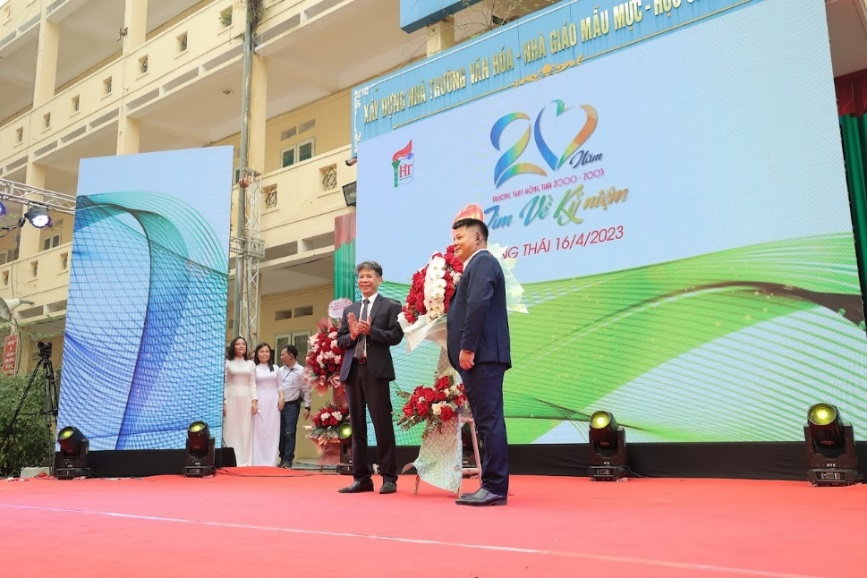 XÂY DỰNG NHÀ TRƯỜNG VĂN HÓA - NHÀ GIÁO MẪU MỰC - HỌC
HT
20
Năm
TRƯỜNG THPT HỒNG THÁI 2000 - 2003
Tìm Về Kỷ niệm
NG THÁI 16/4/2023